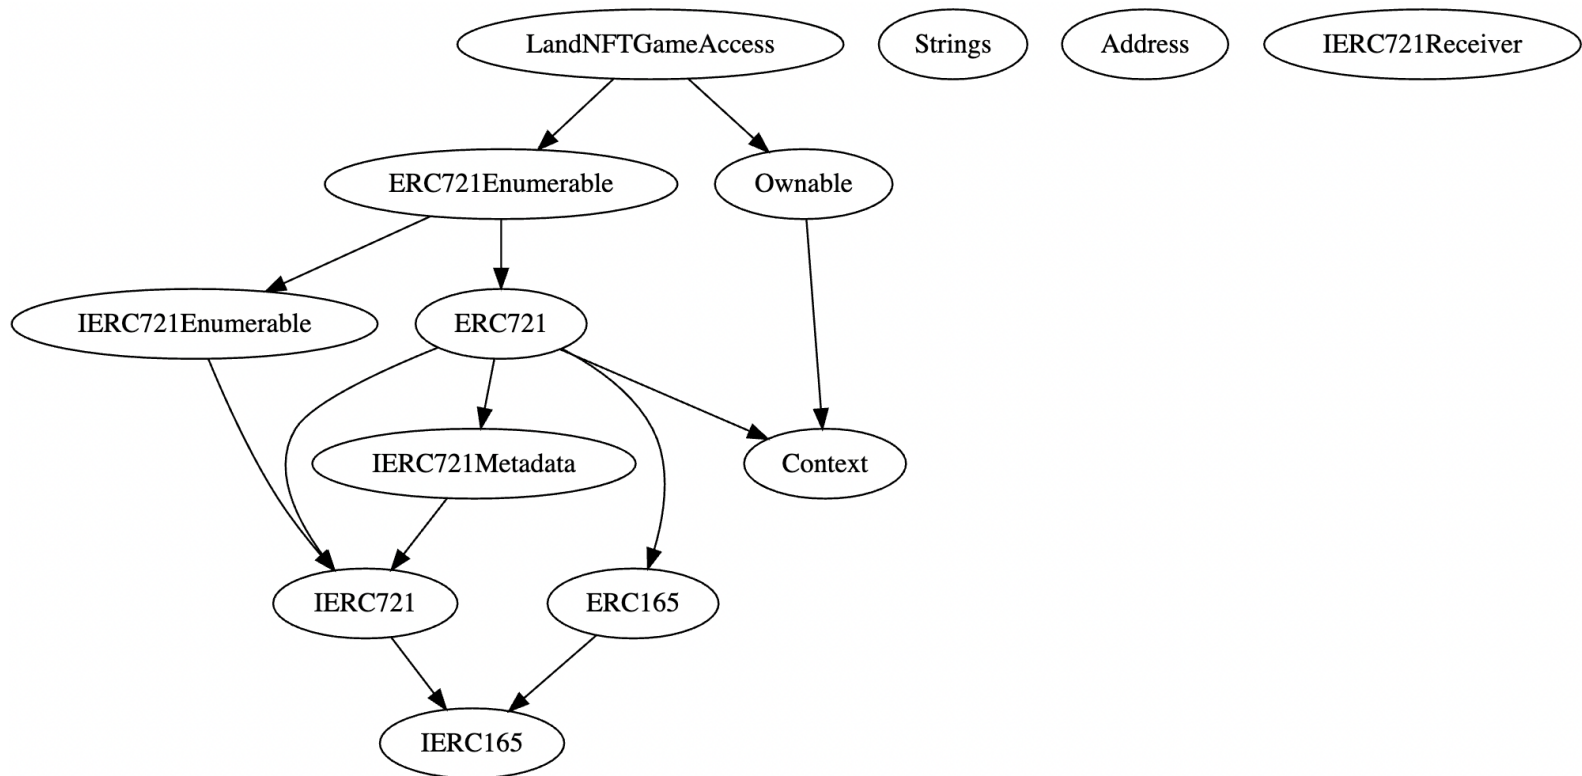 LandNFTGameAccess
Strings
Address
IERC721Receiver
ERC721Enumerable
Ownable
IERC721Enumerable
ERC721
IERC721Metadata
Context
IERC721
ERC165
IERC165